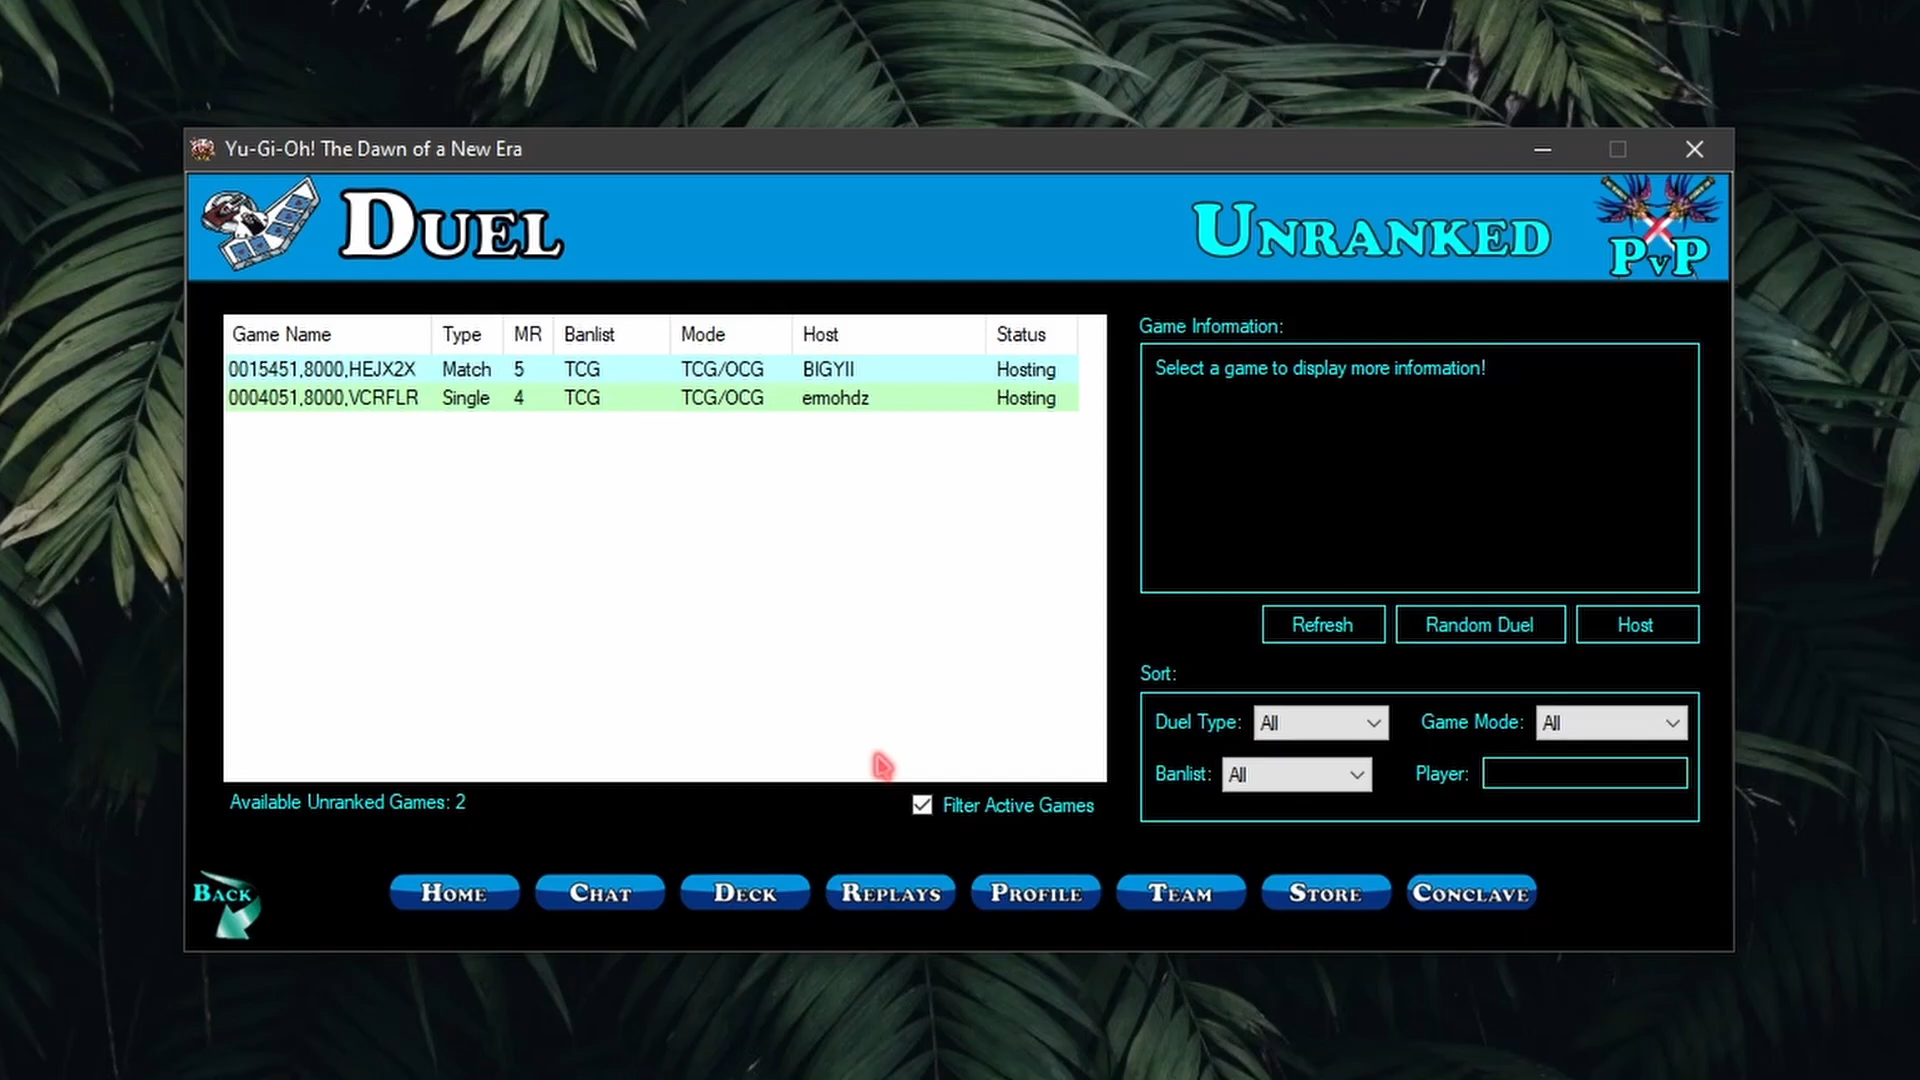 Yu-Gi-Oh! The Dawn of a New Era
DUEL
UNRANKED
PvP
Game Name Type MR Banlist Mode Host Status
0015451,8000,HEJX2X Match 5 TCG TCG/OCG BIGYII Hosting
0004051,8000,VCRFLR Single 4 TCG TCG/OCG ermohdz Hosting
Available Unranked Games: 2
Filter Active Games
Game Information:
Select a game to display more information!
Refresh Random Duel Host
Sort:
Duel Type: All Game Mode: All
Banlist: All Player:
BACK
HOME CHAT DECK REPLAYS PROFILE TEAM STORE CONCLAVE